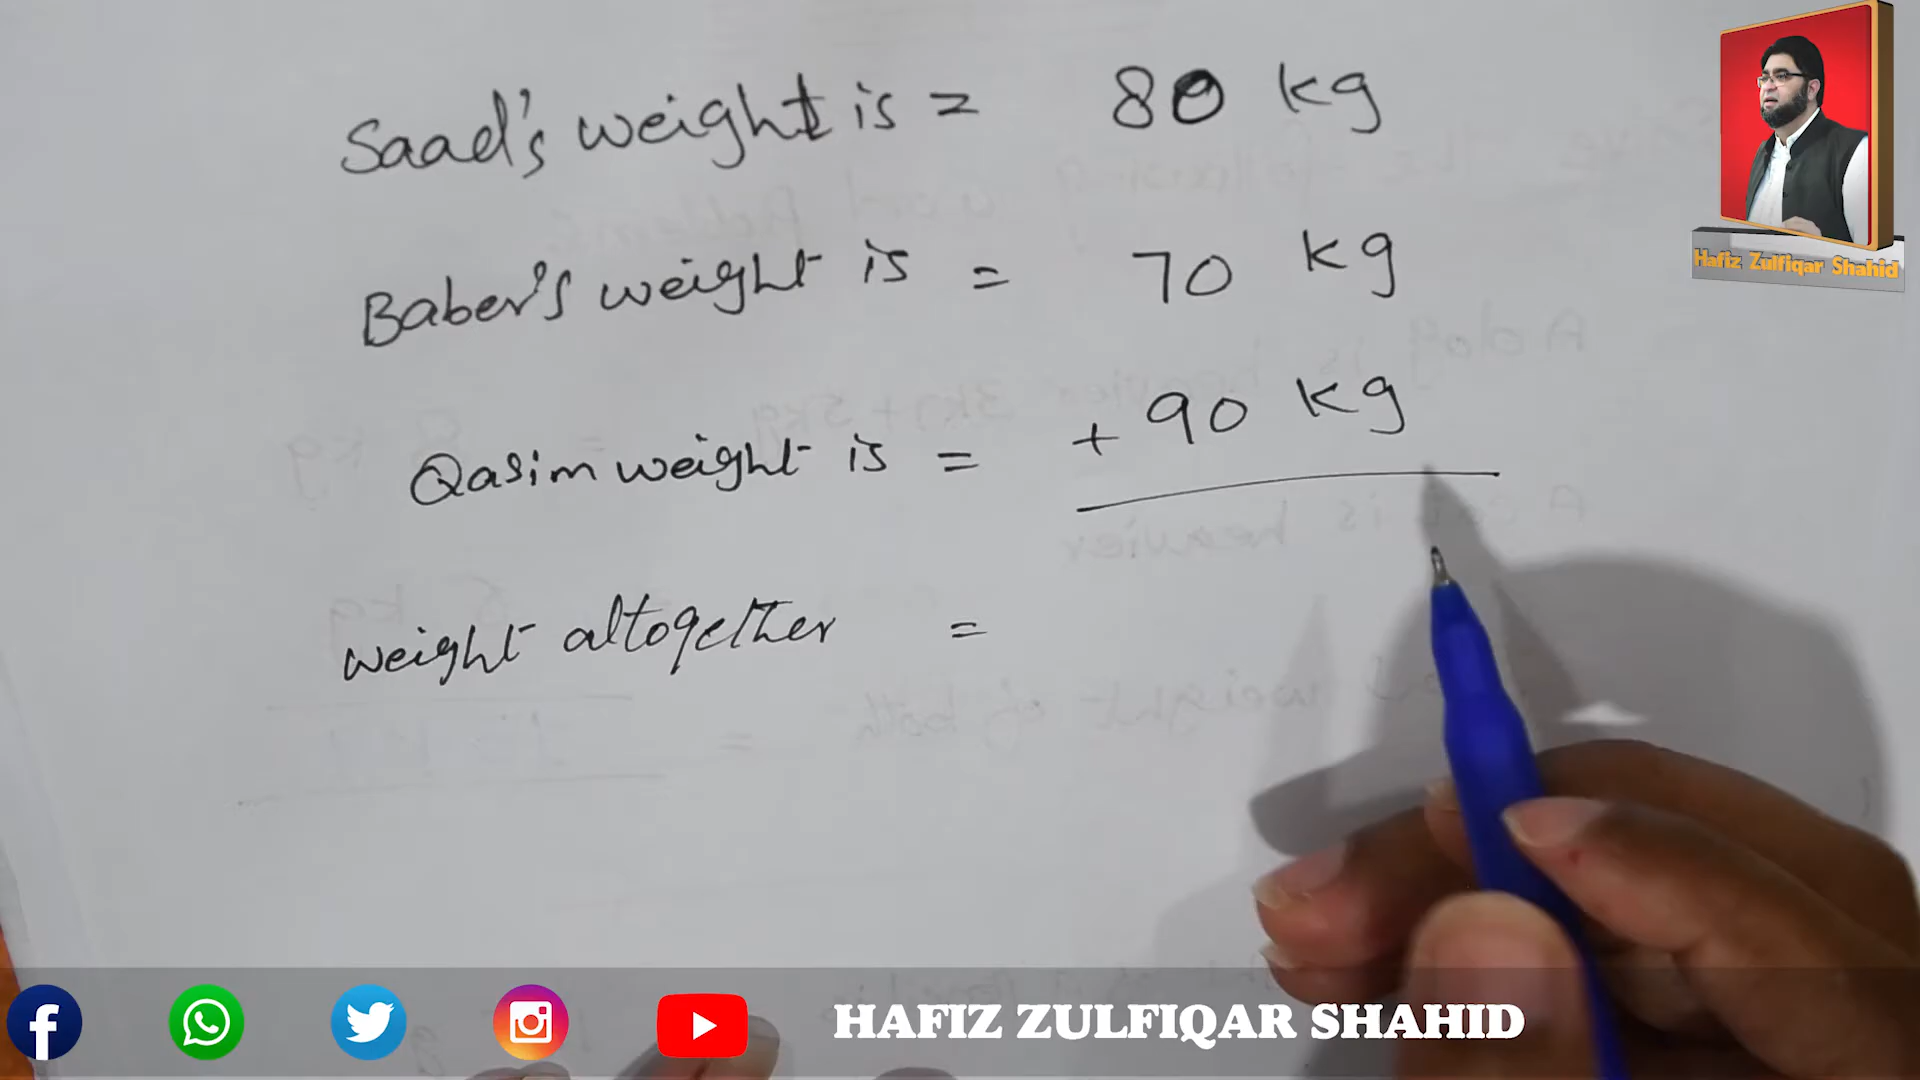 Saad's weight is = 80 kg
Baber's weight is = 70 kg
Qasim weight is = + 90 kg
weight altogether =
Hafiz Zulfiqar Shahid
HAFIZ ZULFIQAR SHAHID